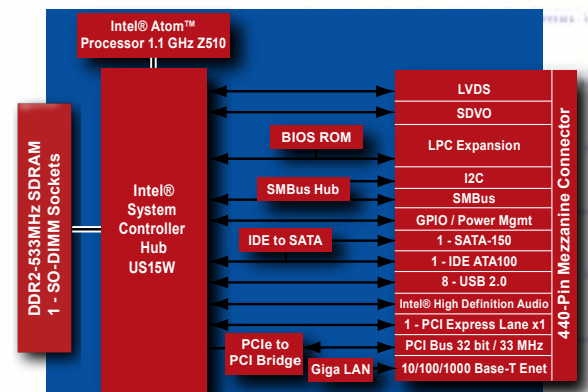 Intel® Atom™
Processor 1.1 GHz Z510
DDR2-533MHz SDRAM
1 - SO-DIMM Sockets
Intel®
System
Controller
Hub
US15W
BIOS ROM
SMBus Hub
IDE to SATA
PCIe to
PCI Bridge
Giga LAN
LVDS
SDVO
LPC Expansion
I2C
SMBus
GPIO / Power Mgmt
1 - SATA-150
1 - IDE ATA100
8 - USB 2.0
Intel® High Definition Audio
1 - PCI Express Lane x1
PCI Bus 32 bit / 33 MHz
10/100/1000 Base-T Enet
440-Pin Mezzanine Connector